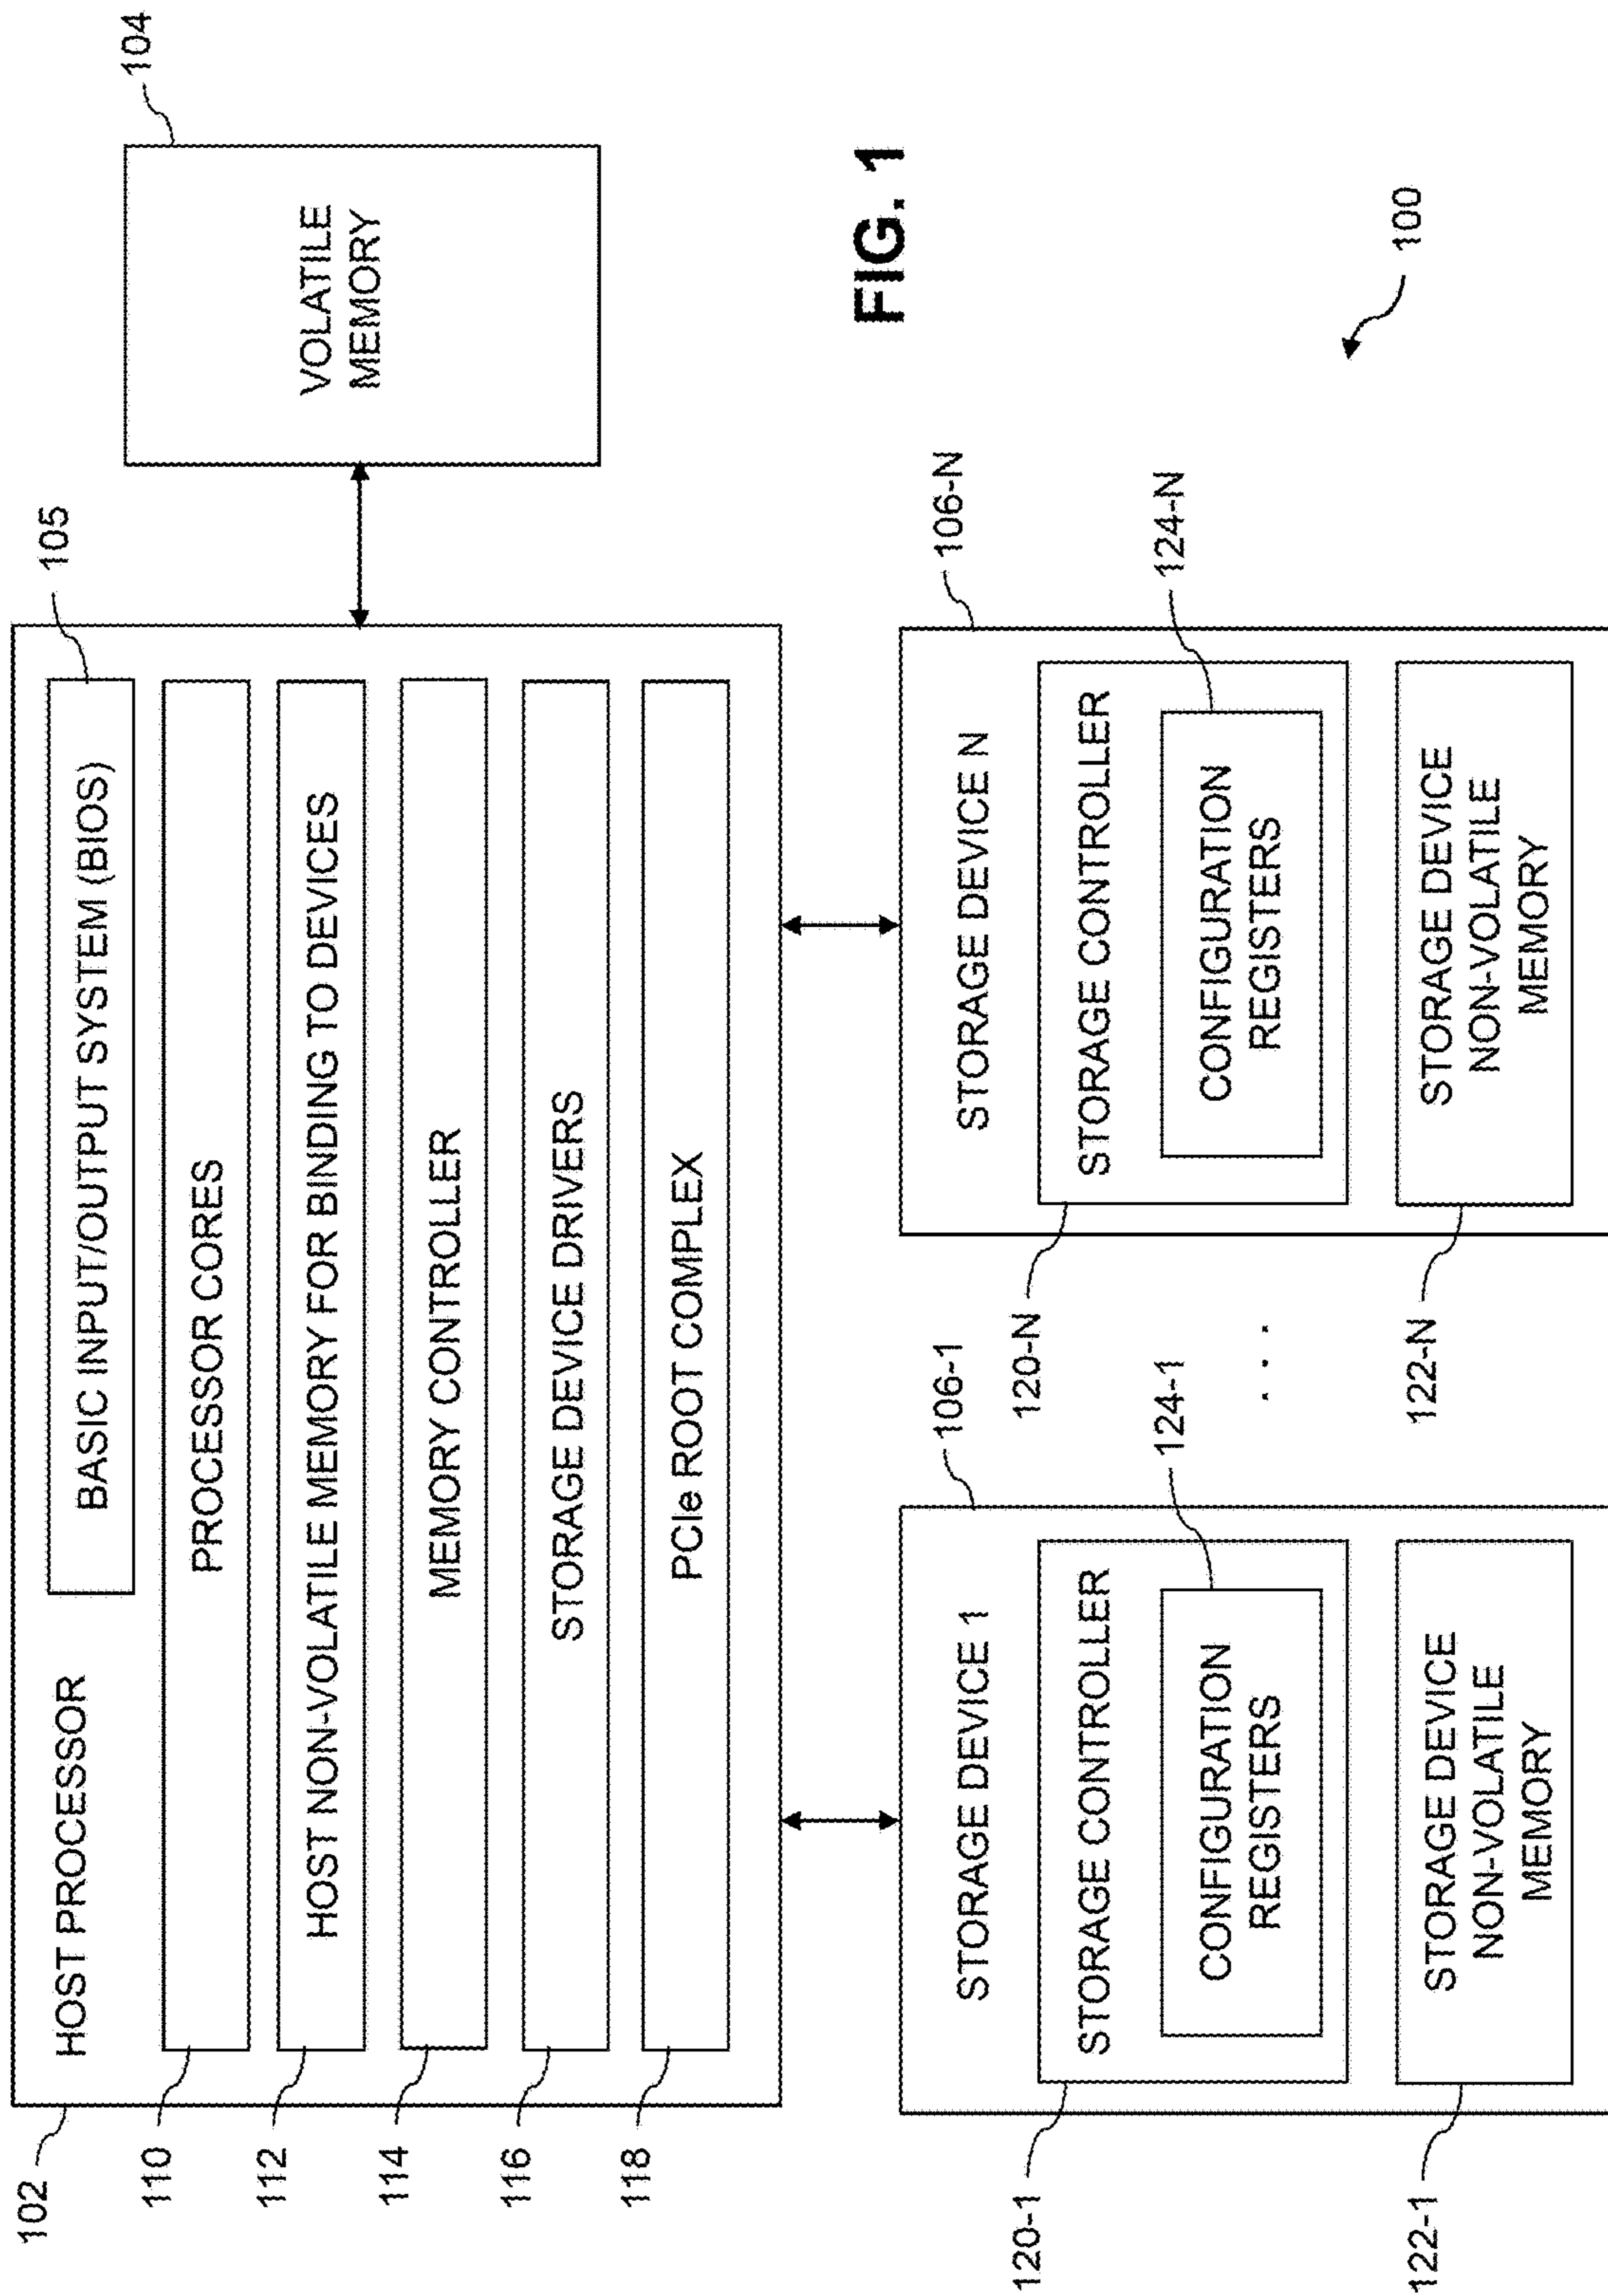 102
HOST PROCESSOR
BASIC INPUT/OUTPUT SYSTEM (BIOS)
105
110
PROCESSOR CORES
112
HOST NON-VOLATILE MEMORY FOR BINDING TO DEVICES
114
MEMORY CONTROLLER
116
STORAGE DEVICE DRIVERS
118
PCIe ROOT COMPLEX
104
VOLATILE
MEMORY
106-1
STORAGE DEVICE 1
120-1
STORAGE CONTROLLER
124-1
CONFIGURATION
REGISTERS
122-1
STORAGE DEVICE
NON-VOLATILE
MEMORY
. . .
106-N
STORAGE DEVICE N
120-N
STORAGE CONTROLLER
124-N
CONFIGURATION
REGISTERS
122-N
STORAGE DEVICE
NON-VOLATILE
MEMORY
FIG. 1
100